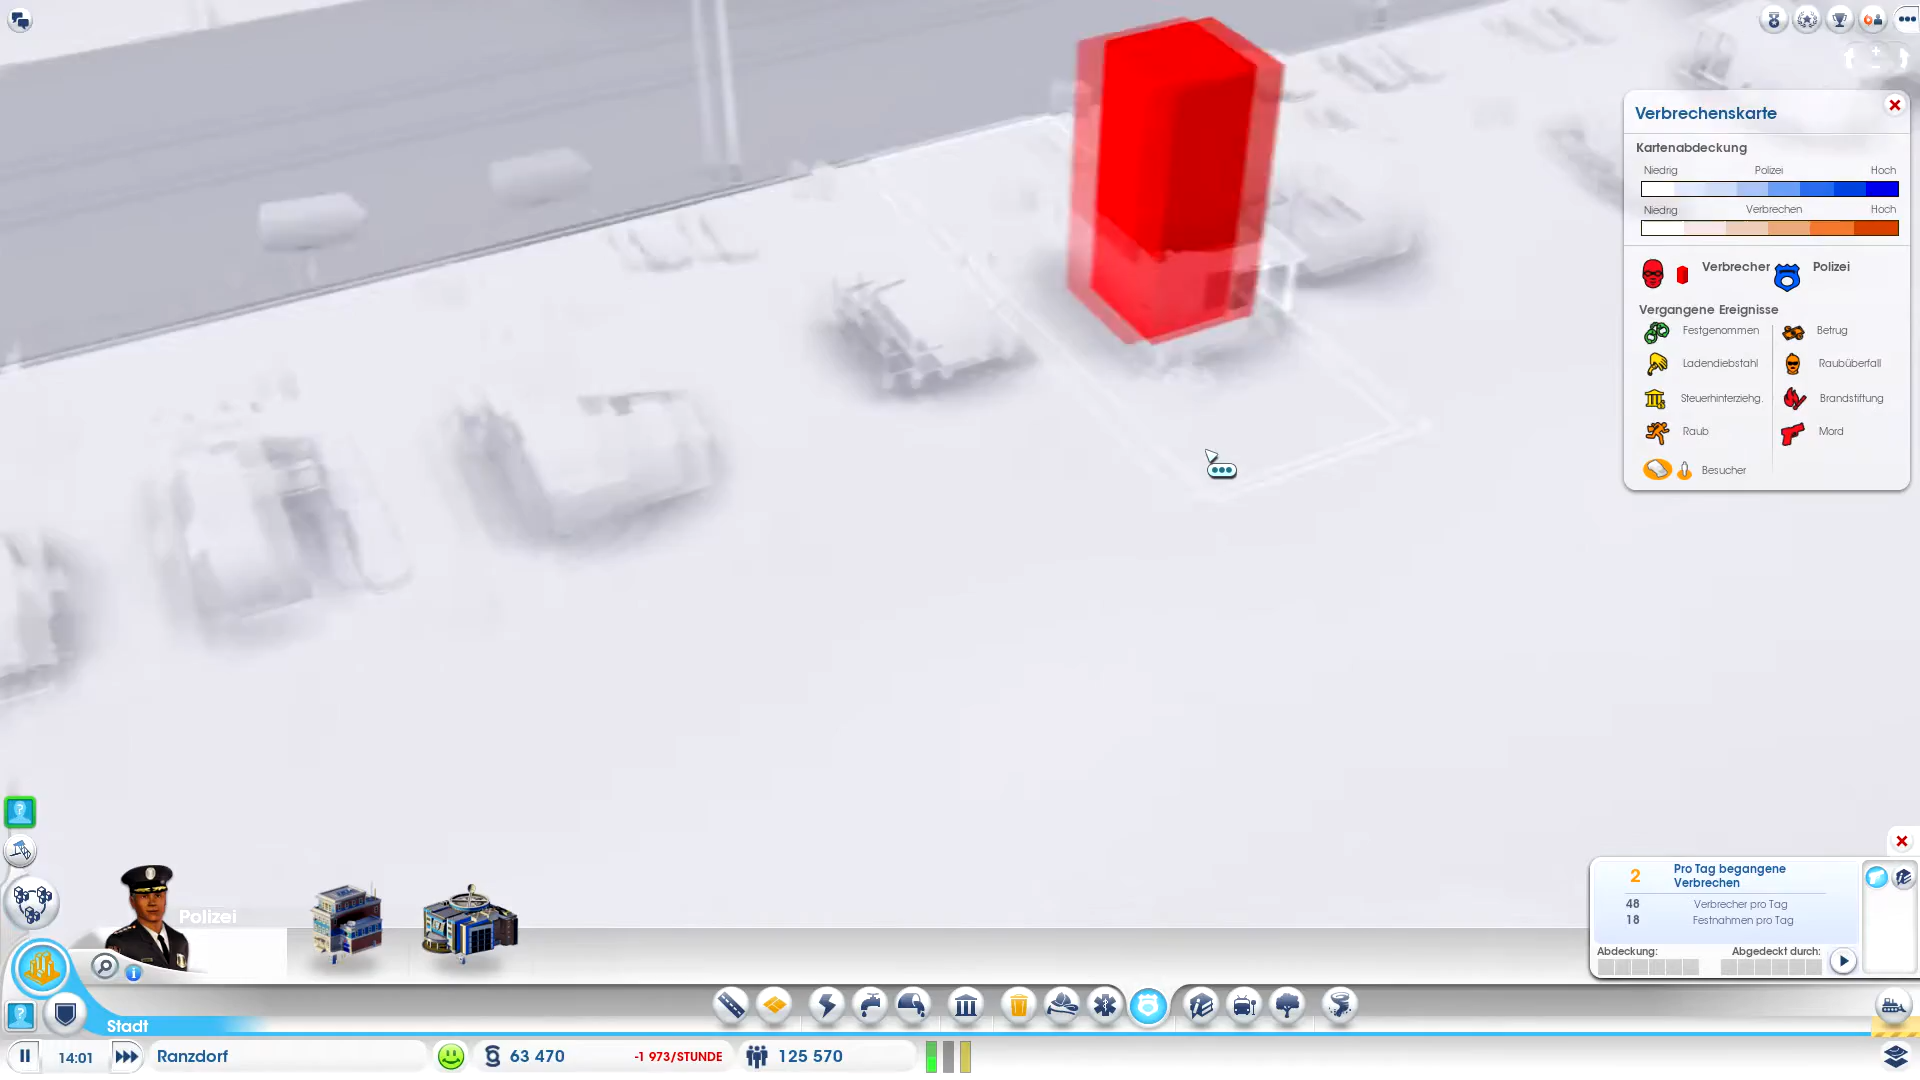 Verbrechenskarte
Kartenabdeckung
Niedrig Polizei Hoch
Niedrig Verbrechen Hoch
Verbrecher Polizei
Vergangene Ereignisse
Festgenommen Betrug
Ladendiebstahl Raubüberfall
Steuerhinterziehg. Brandstiftung
Raub Mord
Besucher
Polizei
2 Pro Tag begangene
Verbrechen
48 Verbrecher pro Tag
18 Festnahmen pro Tag
Abdeckung: Abgedeckt durch:
Stadt
14:01 Ranzdorf 63 470 -1 973/STUNDE 125 570